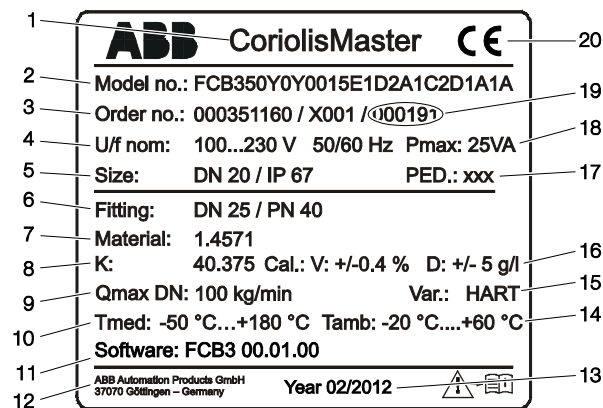 1 ABB CoriolisMaster CE 20
2 Model no.: FCB350Y0Y0015E1D2A1C2D1A1A
3 Order no.: 000351160 / X001 / 000191 19
4 U/f nom: 100...230 V 50/60 Hz Pmax: 25VA 18
5 Size: DN 20 / IP 67 PED.: xxx 17
6 Fitting: DN 25 / PN 40
7 Material: 1.4571
8 K: 40.375 Cal.: V: +/-0.4 % D: +/- 5 g/l 16
9 Qmax DN: 100 kg/min Var.: HART 15
10 Tmed: -50 °C...+180 °C Tamb: -20 °C....+60 °C 14
11 Software: FCB3 00.01.00
12 ABB Automation Products GmbH
37070 Göttingen – Germany Year 02/2012 13